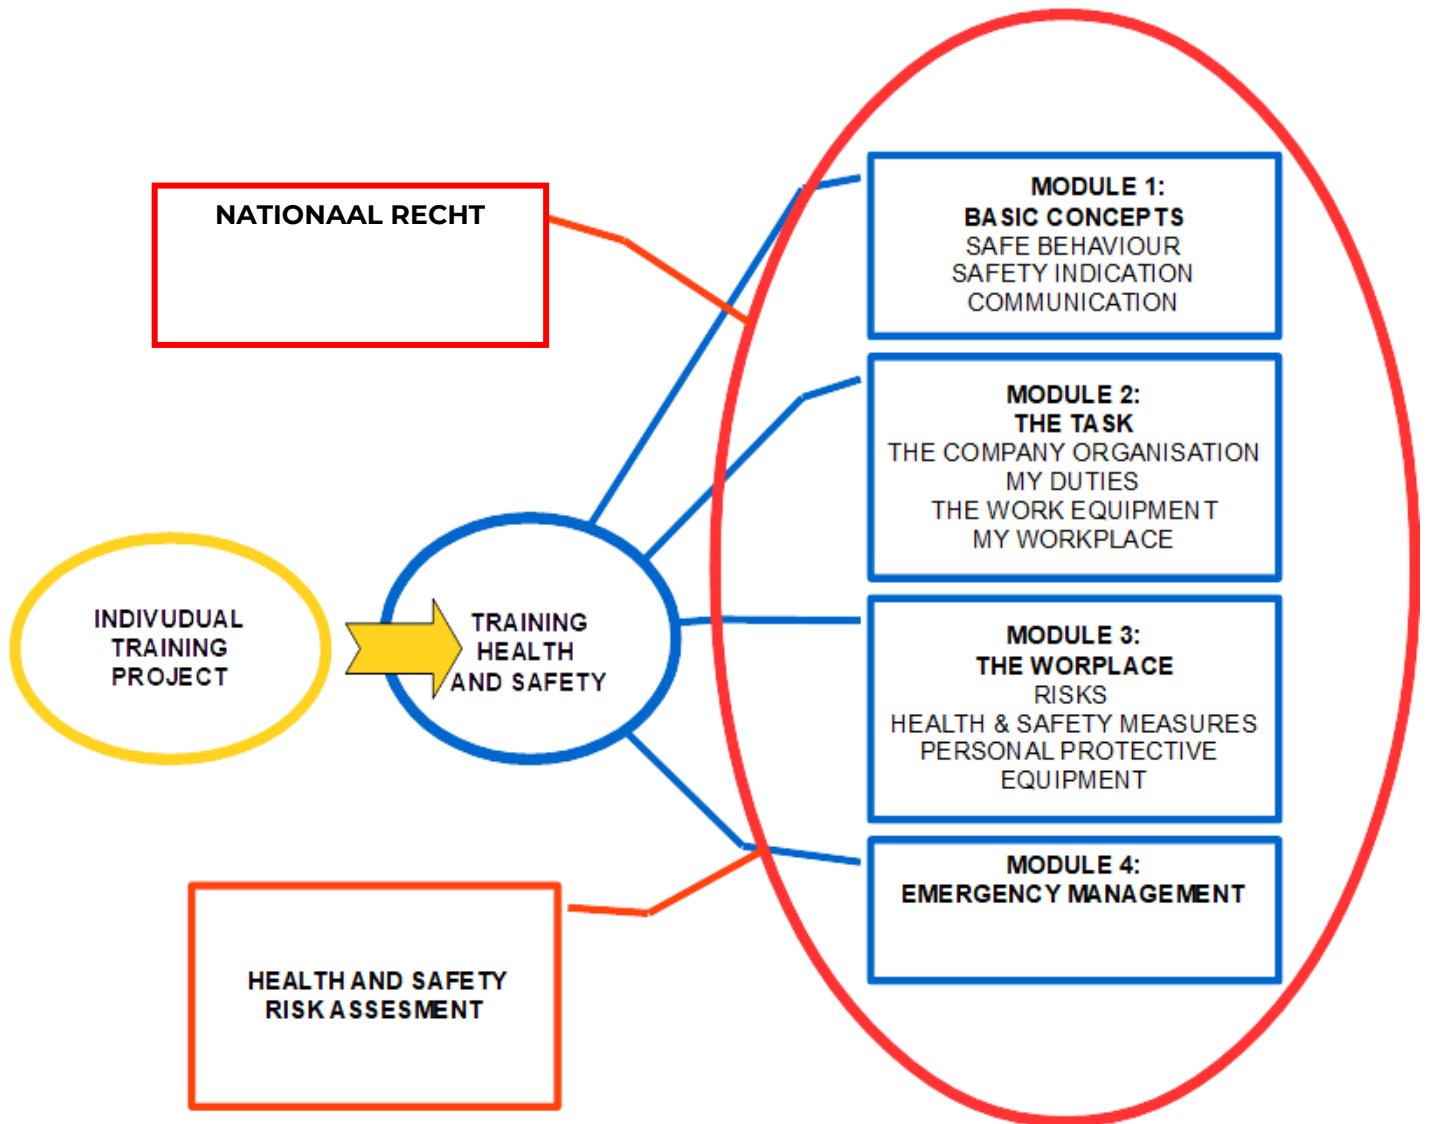 NATIONAAL RECHT
MODULE 1:
BASIC CONCEPTS
SAFE BEHAVIOUR
SAFETY INDICATION
COMMUNICATION
MODULE 2:
THE TASK
THE COMPANY ORGANISATION
MY DUTIES
THE WORK EQUIPMENT
MY WORKPLACE
INDIVUDUAL
TRAINING
PROJECT
TRAINING
HEALTH
AND SAFETY
MODULE 3:
THE WORPLACE
RISKS
HEALTH & SAFETY MEASURES
PERSONAL PROTECTIVE
EQUIPMENT
MODULE 4:
EMERGENCY MANAGEMENT
HEALTH AND SAFETY
RISK ASSESMENT